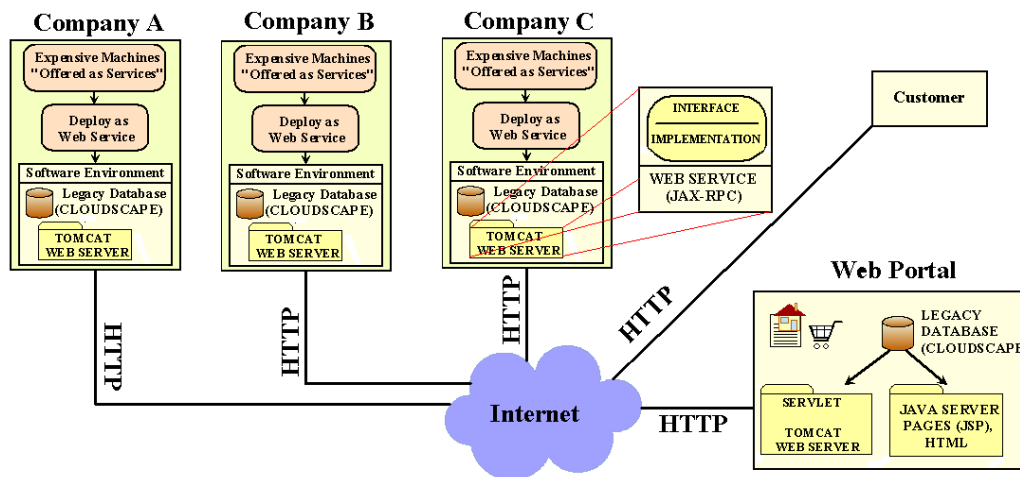 Company A
Expensive Machines
"Offered as Services"
Deploy as
Web Service
Software Environment
Legacy Database
(CLOUDSCAPE)
TOMCAT
WEB SERVER
HTTP
Company B
Expensive Machines
"Offered as Services"
Deploy as
Web Service
Software Environment
Legacy Database
(CLOUDSCAPE)
TOMCAT
WEB SERVER
HTTP
Company C
Expensive Machines
"Offered as Services"
Deploy as
Web Service
Software Environment
Legacy Database
(CLOUDSCAPE)
TOMCAT
WEB SERVER
HTTP
INTERFACE
IMPLEMENTATION
WEB SERVICE
(JAX-RPC)
Customer
HTTP
Internet
HTTP
Web Portal
LEGACY
DATABASE
(CLOUDSCAPE
SERVLET
TOMCAT
WEB SERVER
JAVA SERVER
PAGES (JSP),
HTML